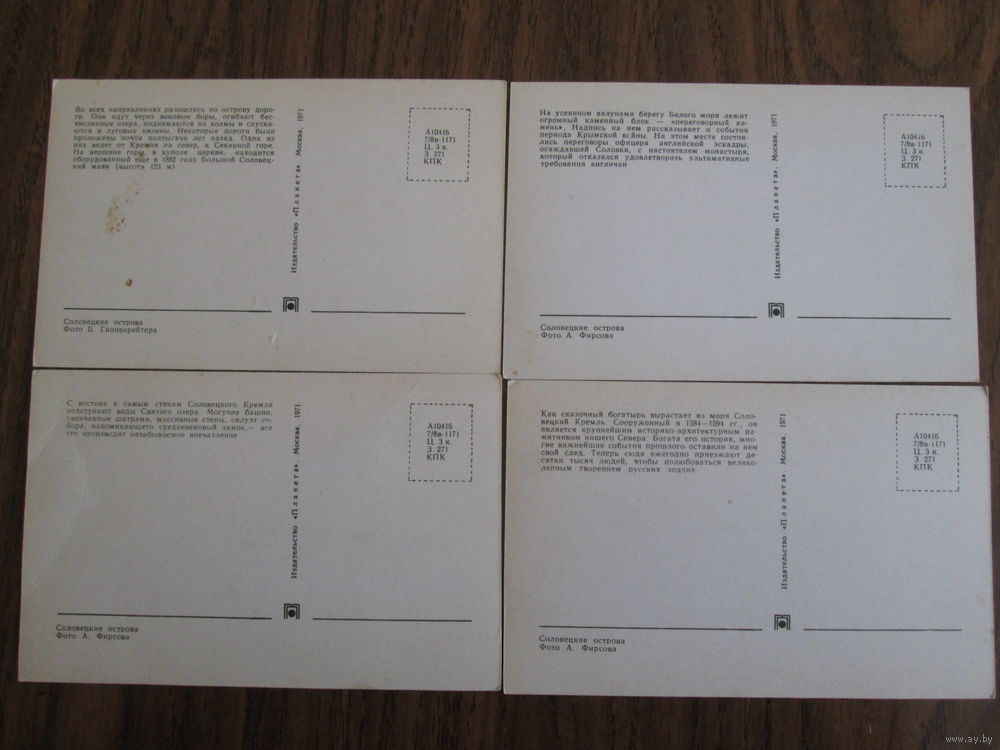 Во всех направлениях разошлись по острову доро-
ги. Они идут через вековые боры, огибают бес-
численные озера, поднимаются на холмы и спуска-
ются в луговые низины. Некоторые дороги были
проложены почти полтысячи лет назад. Одна из
них ведет от Кремля на север, к Секирной горе.
На вершине горы, в куполе церкви, находится
оборудованный еще в 1862 году Большой Соловец-
кий маяк (высота 123 м)
Издательство «Планета». Москва, 1971
А10416
7/8в-1171
Ц. 3 к.
З 271
КПК
Соловецкие острова
Фото В. Гиппенрейтера
На усеянном валунами берегу Белого моря лежит
огромный каменный блок — «переговорный ка-
мень». Надпись на нем рассказывает о событии
периода Крымской войны. На этом месте состоя-
лись переговоры офицера английской эскадры,
осаждавшей Соловки, с настоятелем монастыря,
который отказался удовлетворить ультимативные
требования англичан
Издательство «Планета». Москва, 1971
А10416
7/8в-1171
Ц. 3 к.
З 271
КПК
Соловецкие острова
Фото А. Фирсова
С востока к самым стенам Соловецкого Кремля
подступают воды Святого озера. Могучие башни,
увенчанные шатрами, массивные стены, силуэт со-
бора, напоминающего средневековый замок,— все
это производит незабываемое впечатление
Издательство «Планета». Москва, 1971
А10416
7/8в-1171
Ц. 3 к.
З 271
КПК
Соловецкие острова
Фото А. Фирсова
Как сказочный богатырь вырастает из моря Соло-
вецкий Кремль. Сооруженный в 1584—1594 гг., он
является крупнейшим историко-архитектурным па-
мятником нашего Севера. Богата его история, мно-
гие важнейшие события прошлого оставили на нем
свой след. Теперь сюда ежегодно приезжают де-
сятки тысяч людей, чтобы полюбоваться велико-
лепным творением русских зодчих
Издательство «Планета». Москва, 1971
А10416
7/8в-1171
Ц. 3 к.
З 271
КПК
Соловецкие острова
Фото А. Фирсова
www.ay.by